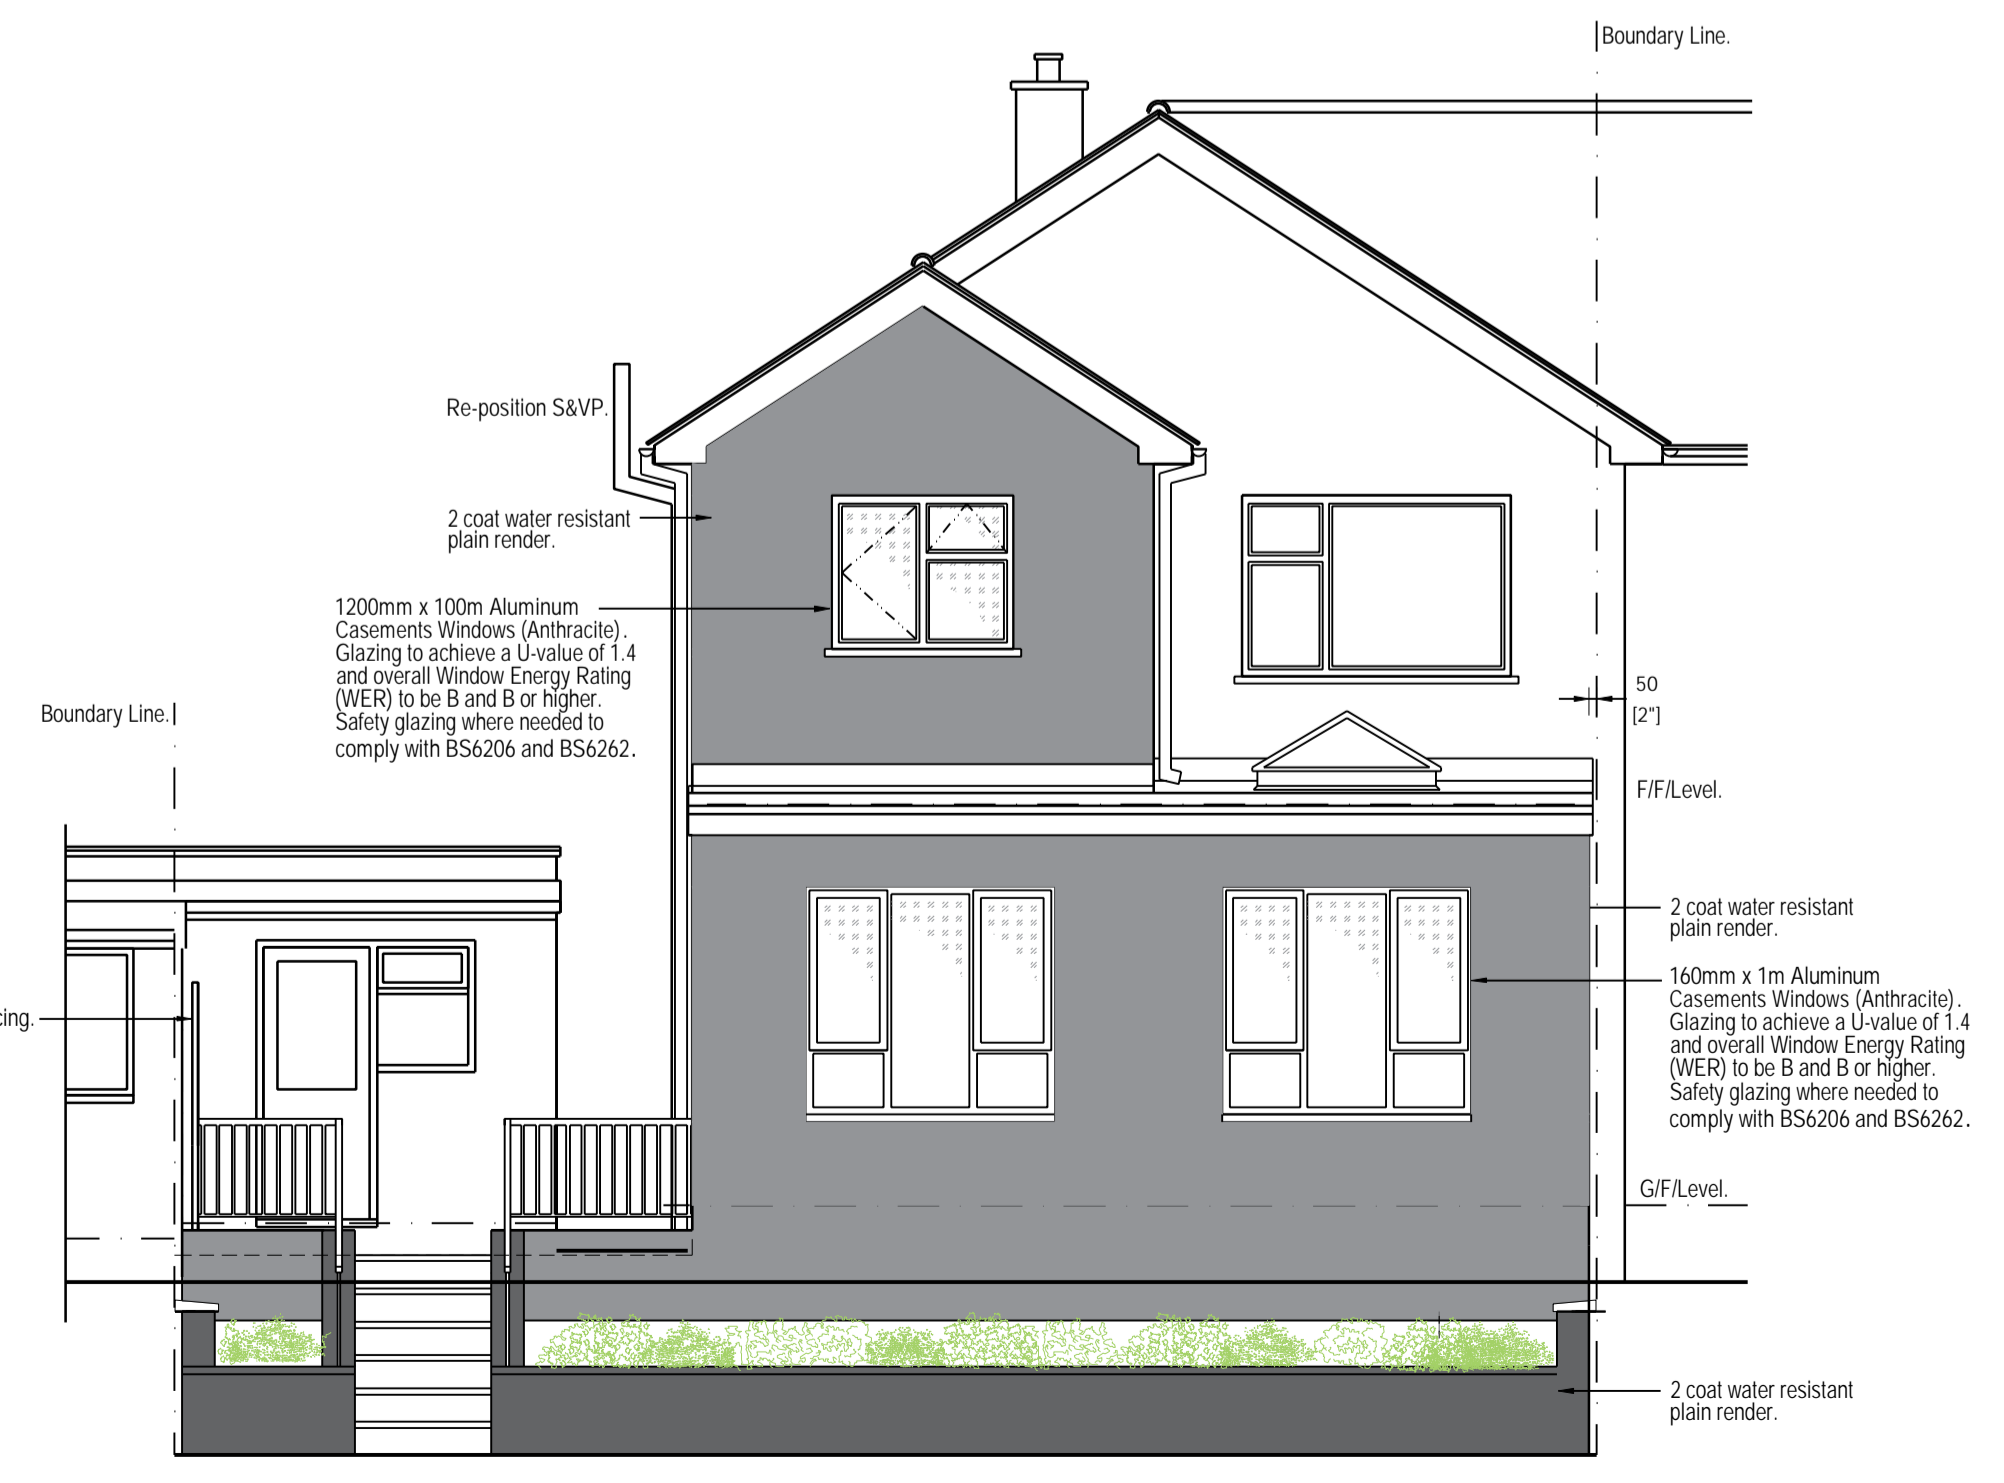 Boundary Line.
Re-position S&VP.
2 coat water resistant
plain render.
1200mm x 100m Aluminum
Casements Windows (Anthracite).
Glazing to achieve a U-value of 1.4
and overall Window Energy Rating
(WER) to be B and B or higher.
Safety glazing where needed to
comply with BS6206 and BS6262.
Boundary Line.
50
[2"]
F/F/Level.
2 coat water resistant
plain render.
160mm x 1m Aluminum
Casements Windows (Anthracite).
Glazing to achieve a U-value of 1.4
and overall Window Energy Rating
(WER) to be B and B or higher.
Safety glazing where needed to
comply with BS6206 and BS6262.
cing.
G/F/Level.
2 coat water resistant
plain render.